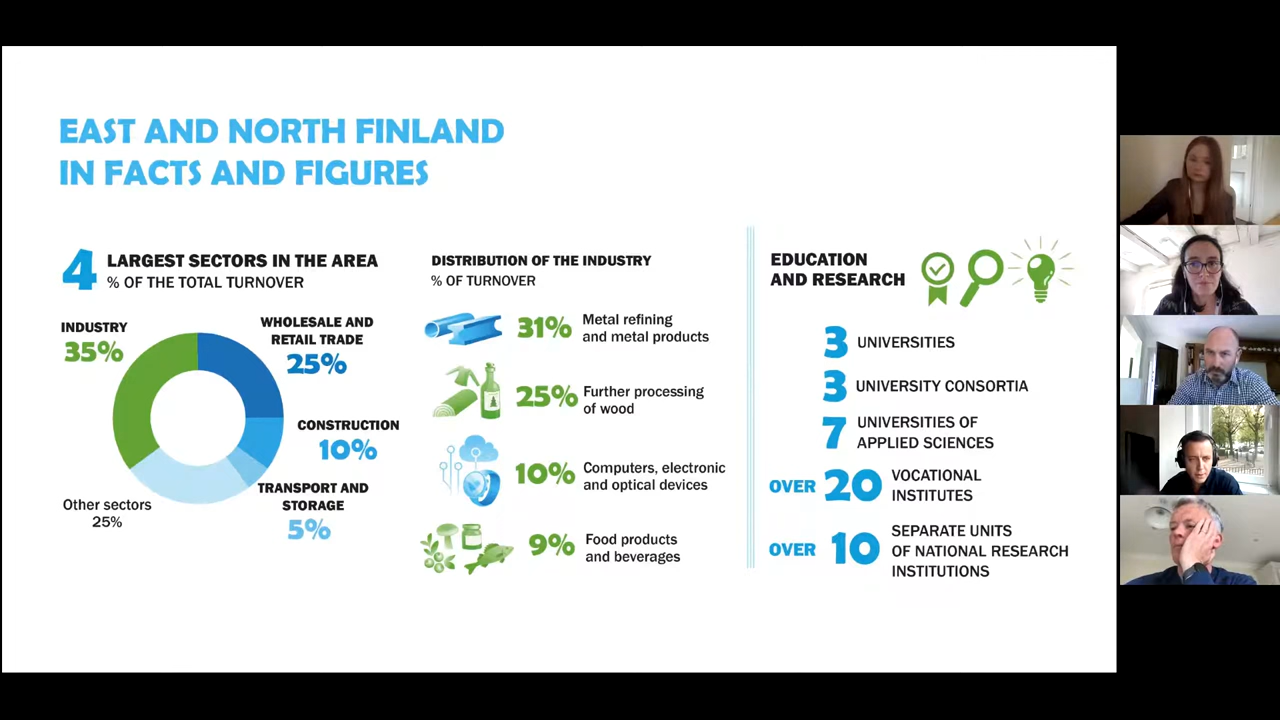 EAST AND NORTH FINLAND
IN FACTS AND FIGURES
4
LARGEST SECTORS IN THE AREA
% OF THE TOTAL TURNOVER
INDUSTRY
35%
WHOLESALE AND
RETAIL TRADE
25%
CONSTRUCTION
10%
TRANSPORT AND
STORAGE
5%
Other sectors
25%
DISTRIBUTION OF THE INDUSTRY
% OF TURNOVER
31%
Metal refining
and metal products
25%
Further processing
of wood
10%
Computers, electronic
and optical devices
9%
Food products
and beverages
EDUCATION
AND RESEARCH
3 UNIVERSITIES
3 UNIVERSITY CONSORTIA
7
UNIVERSITIES OF
APPLIED SCIENCES
OVER 20
VOCATIONAL
INSTITUTES
OVER 10
SEPARATE UNITS
OF NATIONAL RESEARCH
INSTITUTIONS